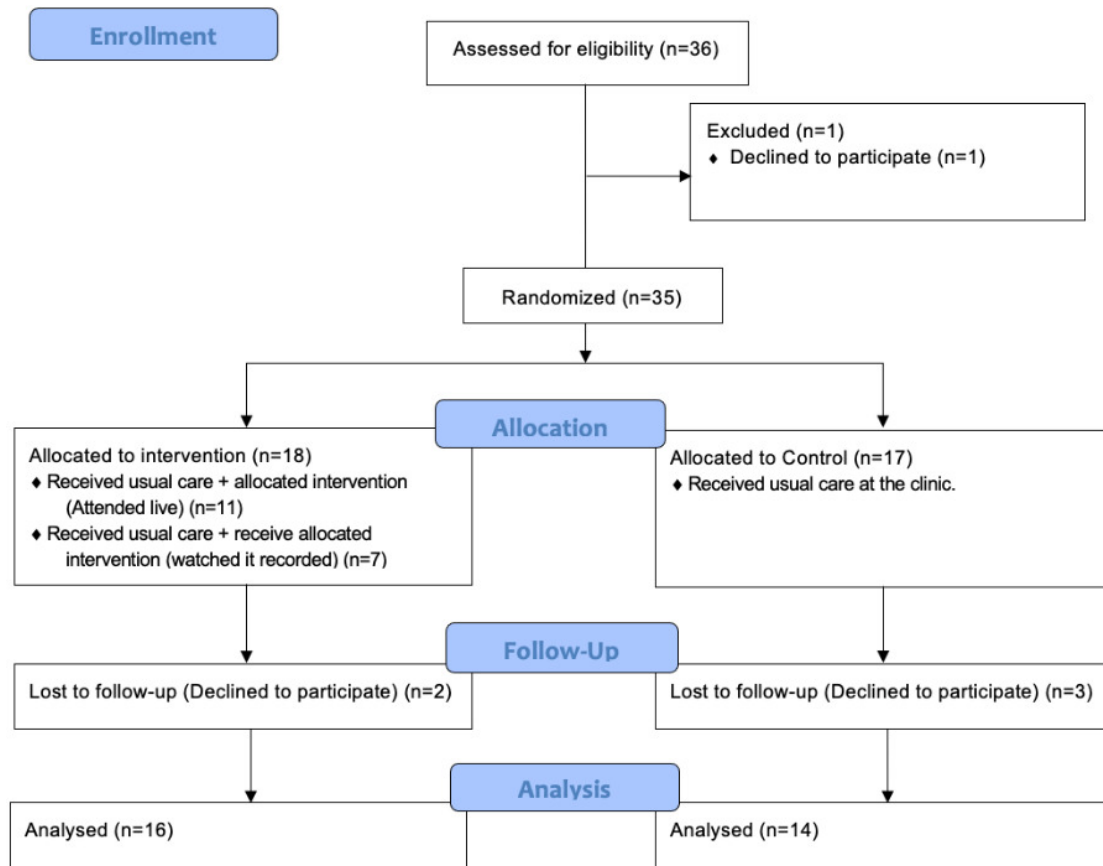 Enrollment
Assessed for eligibility (n=36)
Excluded (n=1)
♦ Declined to participate (n=1)
Randomized (n=35)
Allocation
Allocated to intervention (n=18)
♦ Received usual care + allocated intervention
(Attended live) (n=11)
♦ Received usual care + receive allocated
intervention (watched it recorded) (n=7)
Allocated to Control (n=17)
♦ Received usual care at the clinic.
Follow-Up
Lost to follow-up (Declined to participate) (n=2)
Lost to follow-up (Declined to participate) (n=3)
Analysis
Analysed (n=16)
Analysed (n=14)